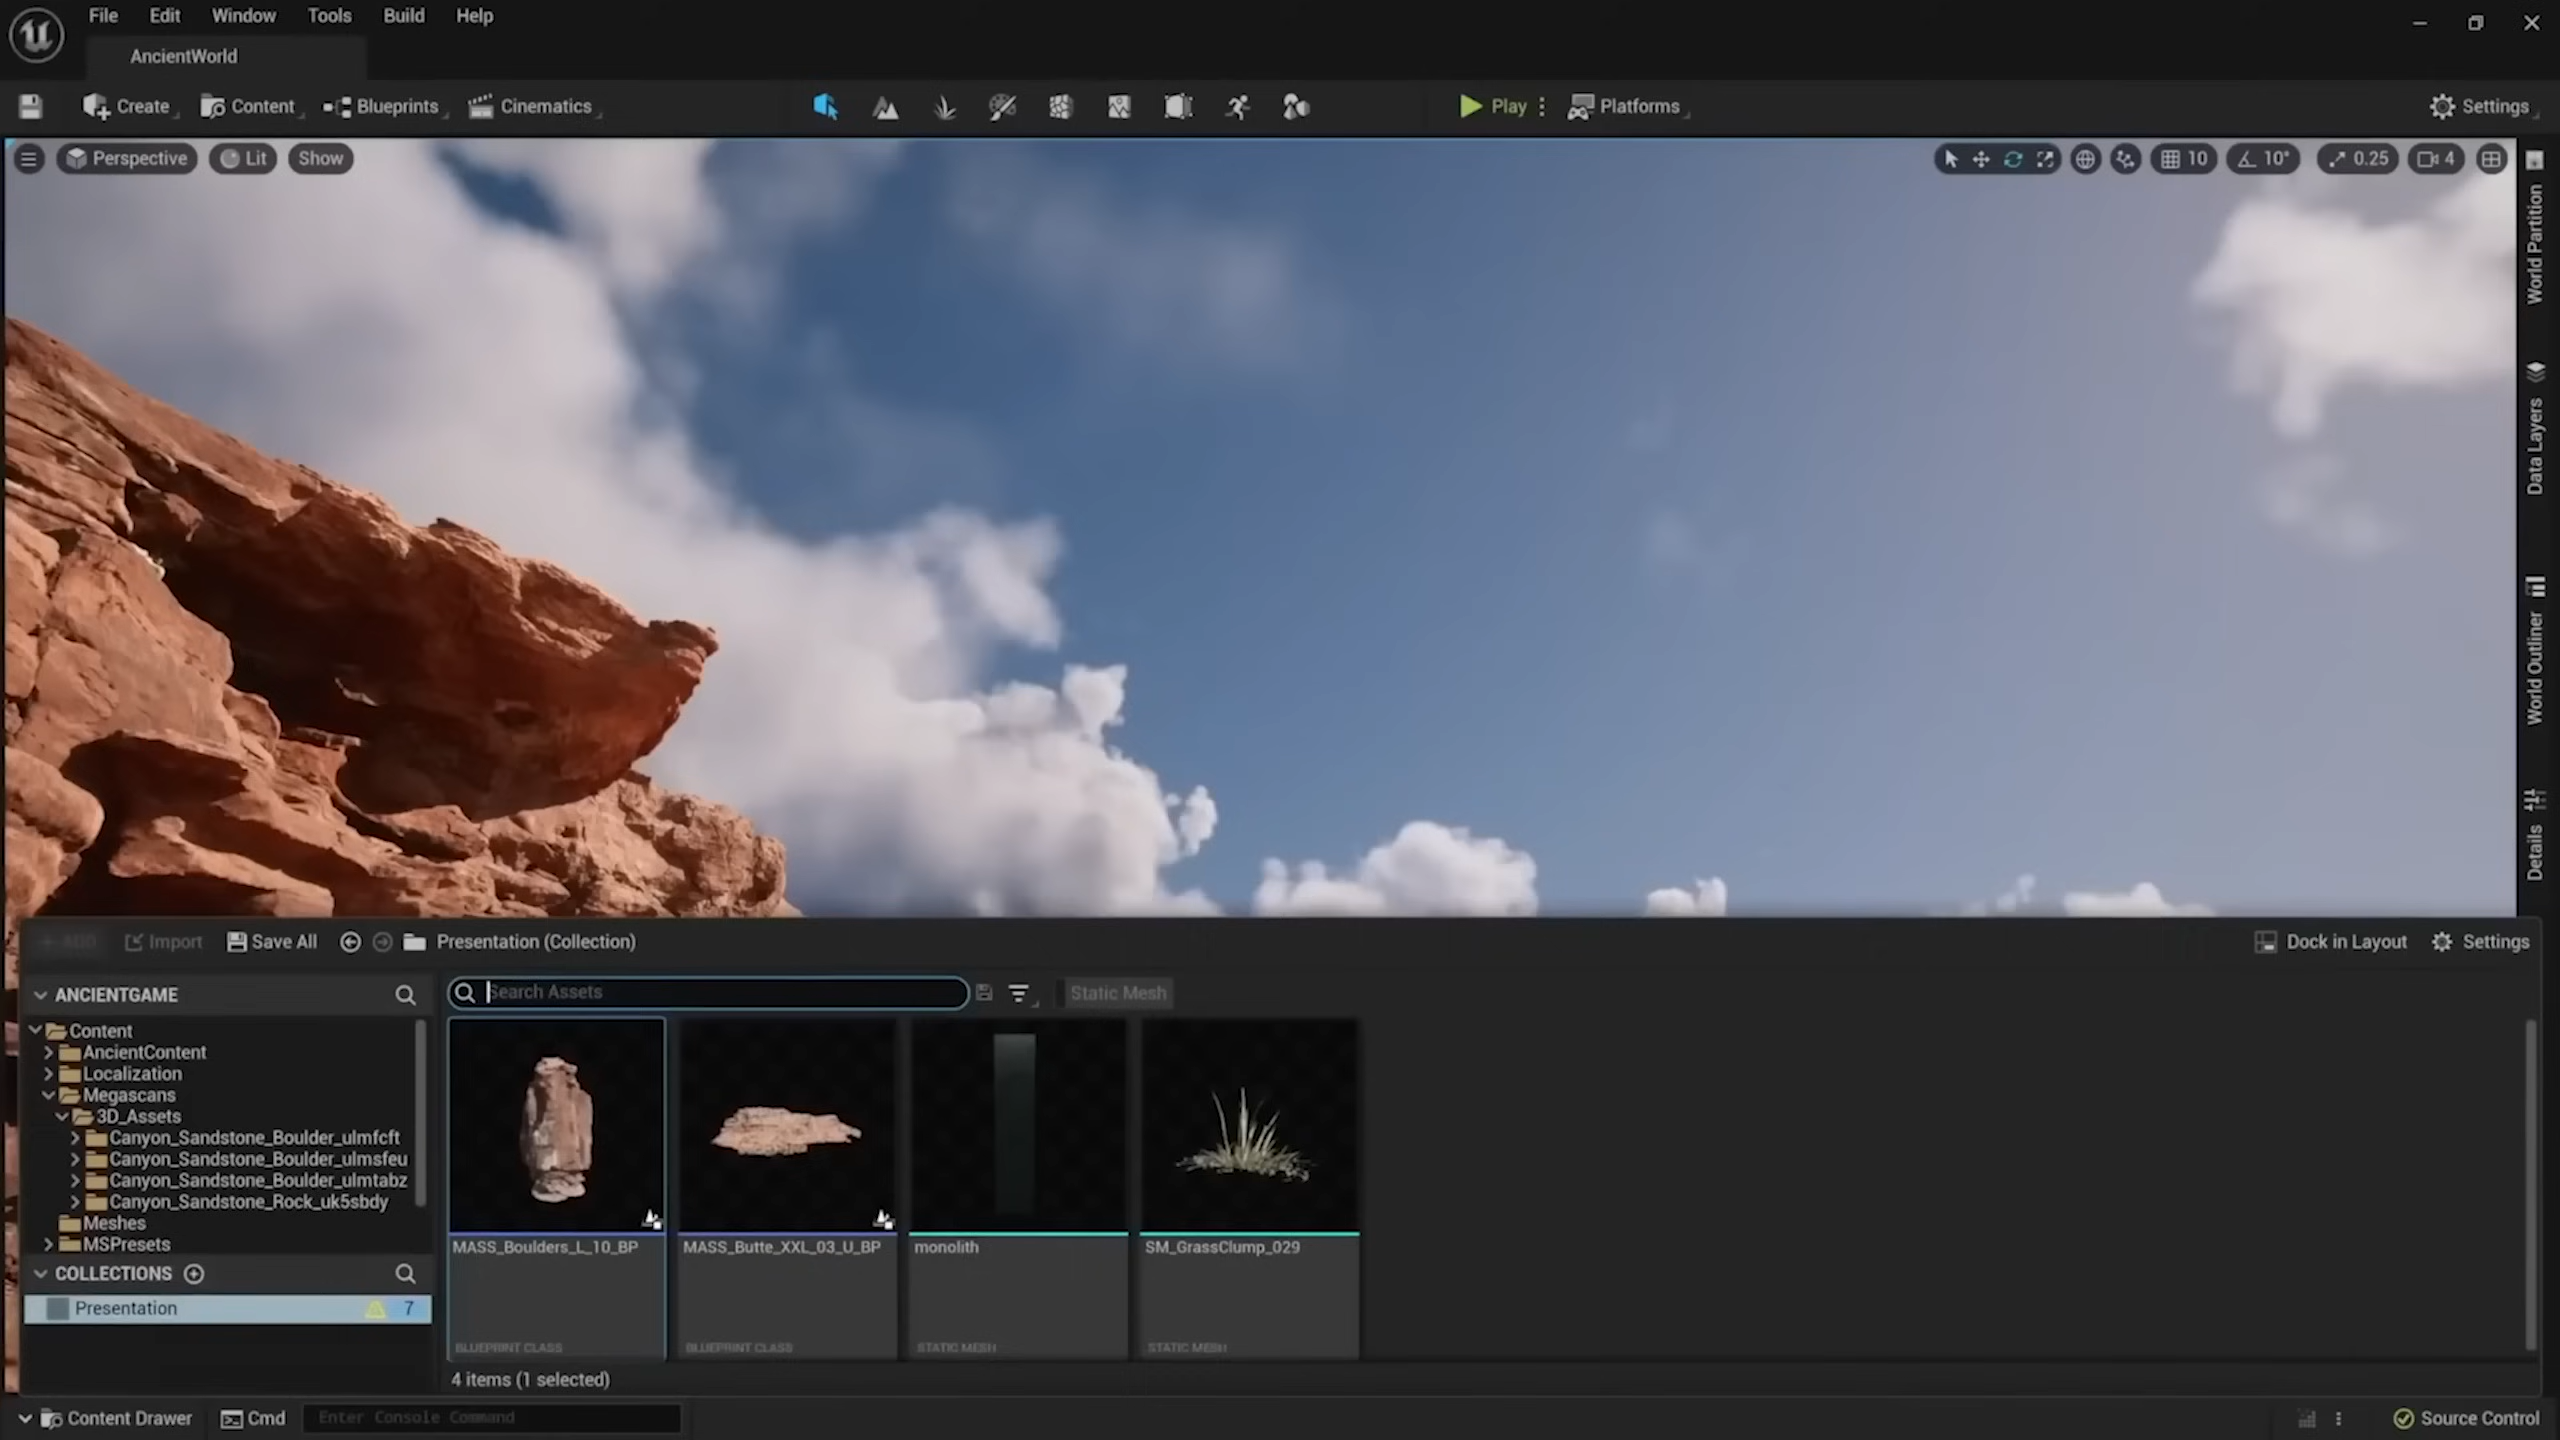 File Edit Window Tools Build Help
AncientWorld
Create Content Blueprints Cinematics Play Platforms Settings
Perspective Lit Show 10 10° 0.25 4
World Partition
Data Layers
World Outliner
Details
ADD Import Save All Presentation (Collection) Dock in Layout Settings
ANCIENTGAME
Search Assets
Static Mesh
Content
AncientContent
Localization
Megascans
3D_Assets
Canyon_Sandstone_Boulder_ulmfcft
Canyon_Sandstone_Boulder_ulmsfeu
Canyon_Sandstone_Boulder_ulmtabz
Canyon_Sandstone_Rock_uk5sbdy
Meshes
MSPresets
COLLECTIONS
Presentation 7
MASS_Boulders_L_10_BP
BLUEPRINT CLASS
MASS_Butte_XXL_03_U_BP
BLUEPRINT CLASS
monolith
STATIC MESH
SM_GrassClump_029
STATIC MESH
4 items (1 selected)
Content Drawer Cmd Enter Console Command Source Control